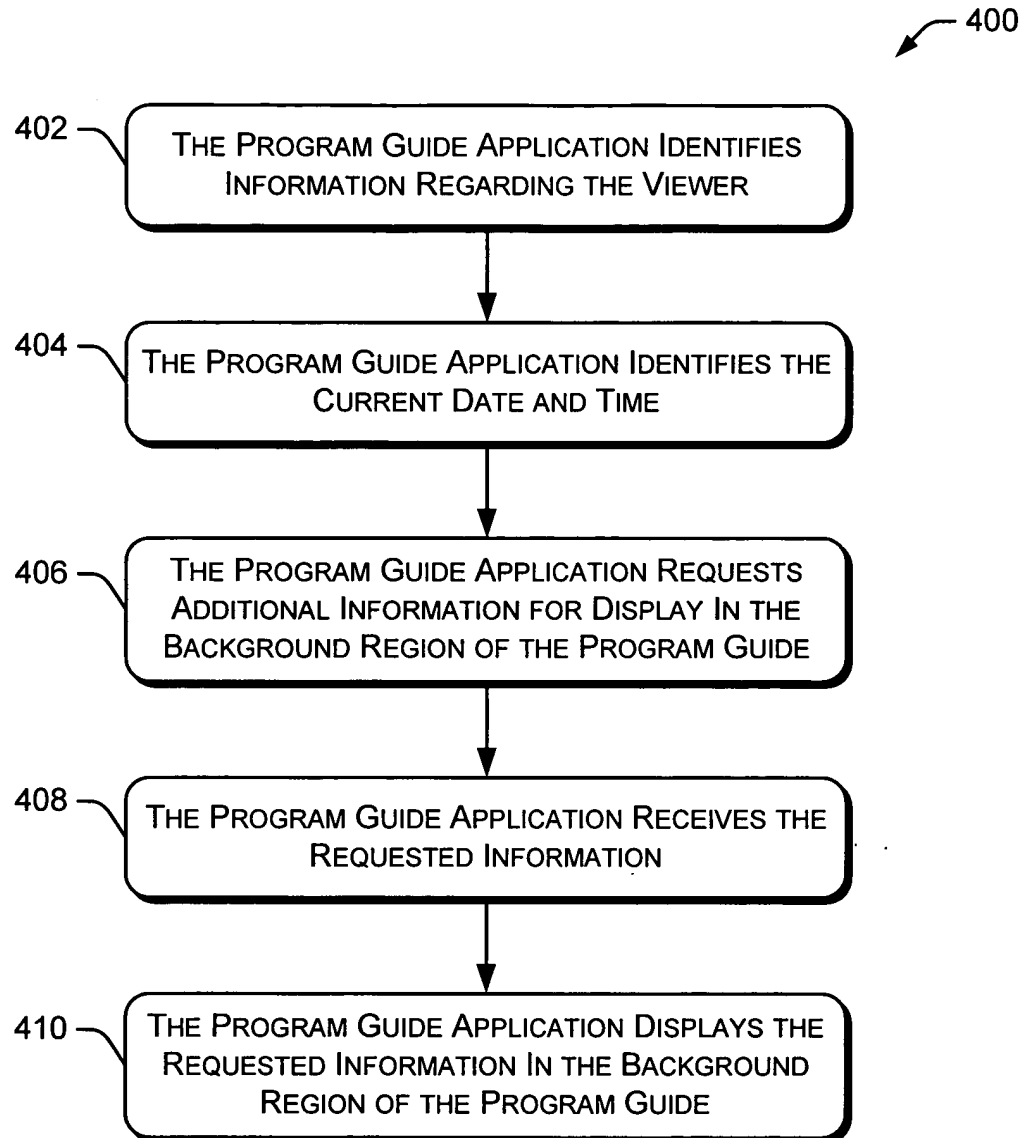 400
402
THE PROGRAM GUIDE APPLICATION IDENTIFIES
INFORMATION REGARDING THE VIEWER
404
THE PROGRAM GUIDE APPLICATION IDENTIFIES THE
CURRENT DATE AND TIME
406
THE PROGRAM GUIDE APPLICATION REQUESTS
ADDITIONAL INFORMATION FOR DISPLAY IN THE
BACKGROUND REGION OF THE PROGRAM GUIDE
408
THE PROGRAM GUIDE APPLICATION RECEIVES THE
REQUESTED INFORMATION
410
THE PROGRAM GUIDE APPLICATION DISPLAYS THE
REQUESTED INFORMATION IN THE BACKGROUND
REGION OF THE PROGRAM GUIDE